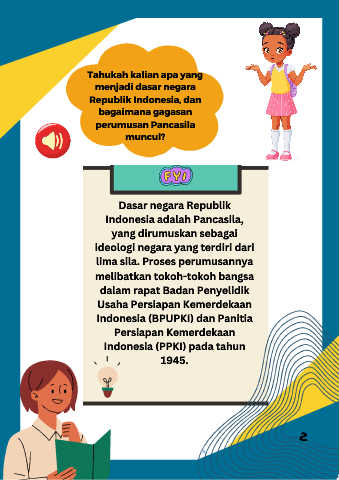 Tahukah kalian apa yang
menjadi dasar negara
Republik Indonesia, dan
bagaimana gagasan
perumusan Pancasila
muncul?
FYI
Dasar negara Republik
Indonesia adalah Pancasila,
yang dirumuskan sebagai
ideologi negara yang terdiri dari
lima sila. Proses perumusannya
melibatkan tokoh-tokoh bangsa
dalam rapat Badan Penyelidik
Usaha Persiapan Kemerdekaan
Indonesia (BPUPKI) dan Panitia
Persiapan Kemerdekaan
Indonesia (PPKI) pada tahun
1945.
2